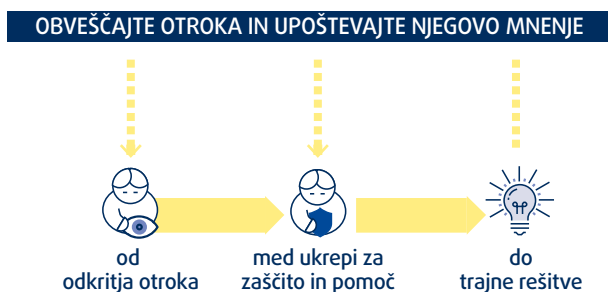 OBVEŠČAJTE OTROKA IN UPOŠTEVAJTE NJEGOVO MNENJE
od
odkritja otroka
med ukrepi za
zaščito in pomoč
do
trajne rešitve